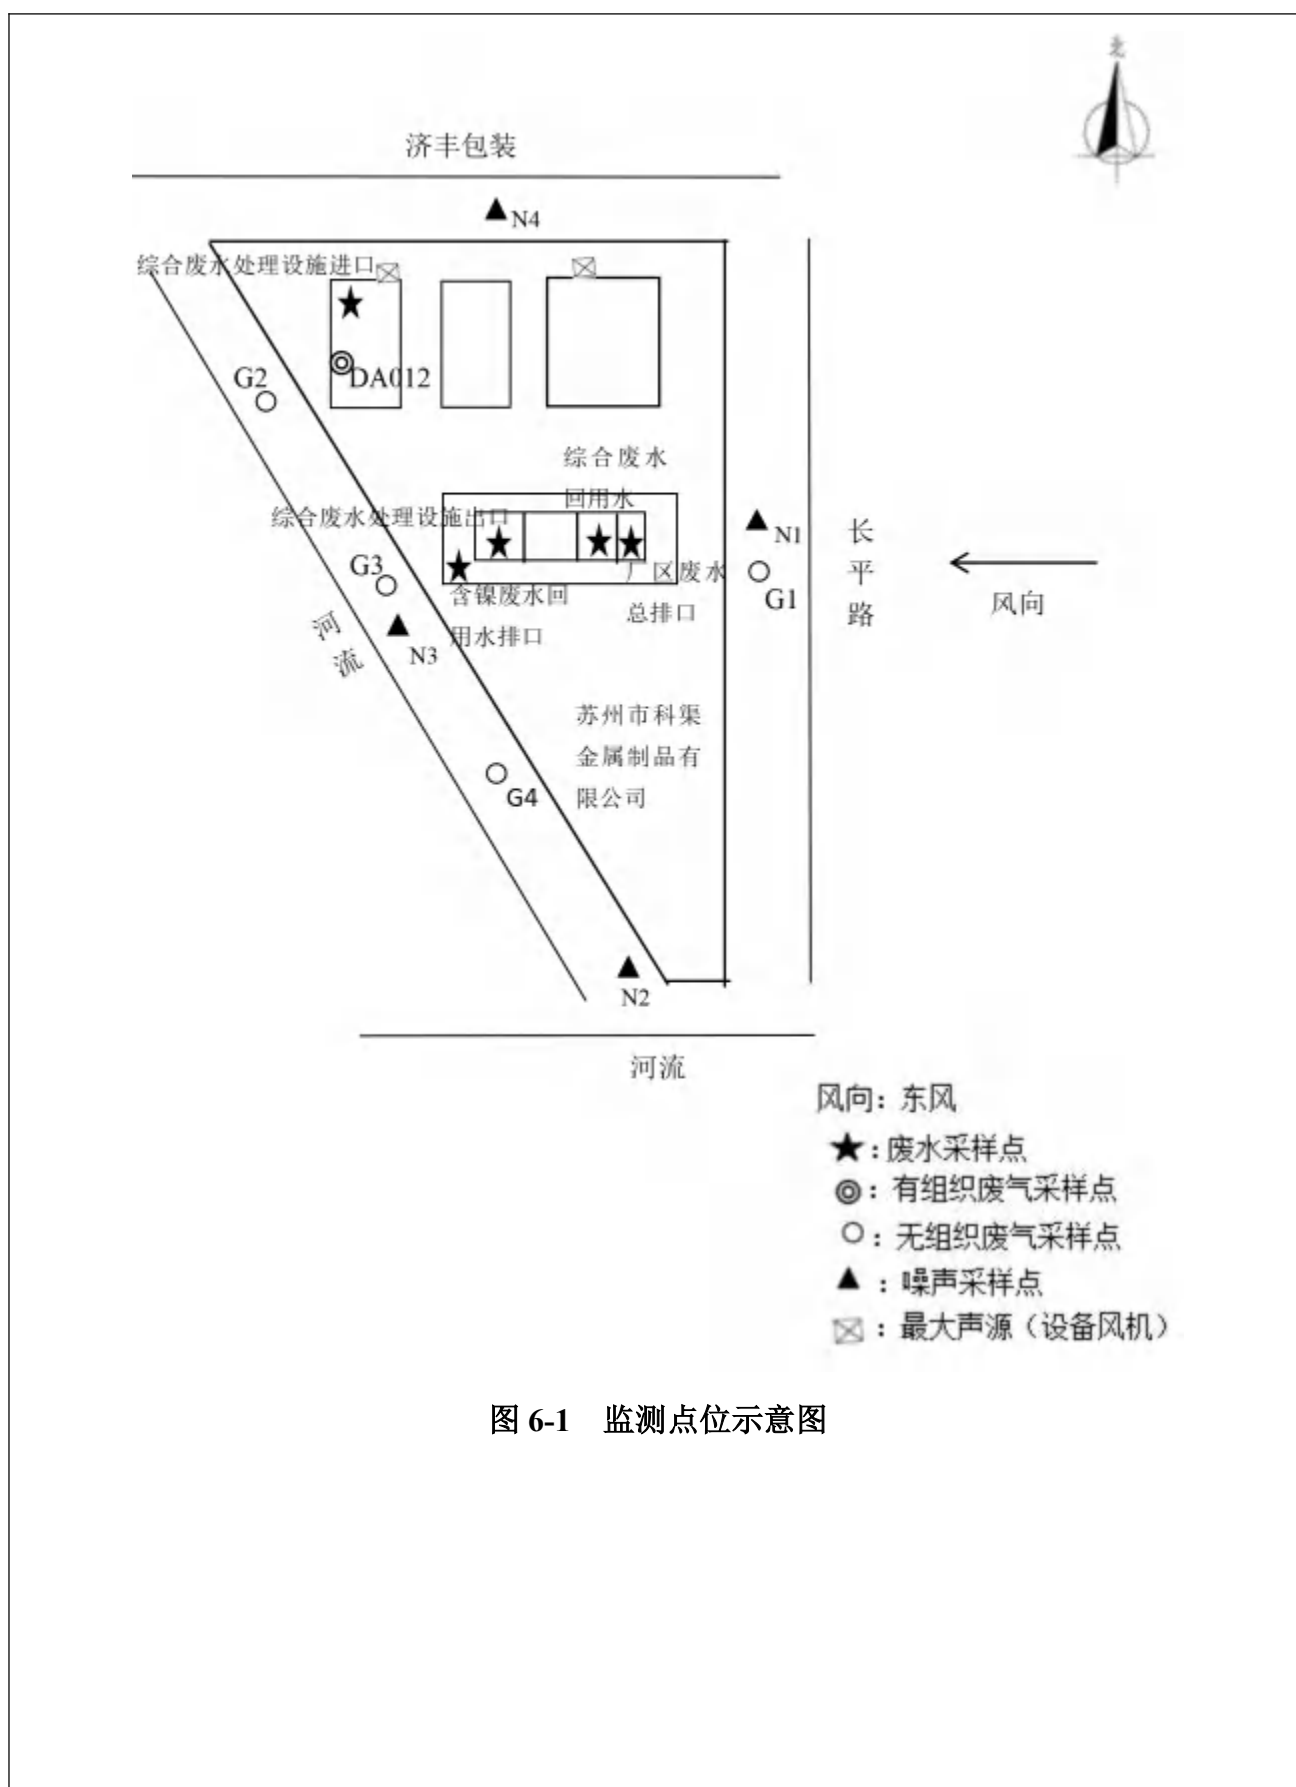 北
济丰包装
N4
综合废水处理设施进口
G2
DA012
综合废水
回用水
综合废水处理设施出口
N1
长
平
路
G3
厂区废水
总排口
G1
风向
含镍废水回
用水排口
河
流
N3
苏州市科渠
金属制品有
限公司
G4
N2
河流
风向：东风
★：废水采样点
◎：有组织废气采样点
○：无组织废气采样点
▲：噪声采样点
：最大声源（设备风机）
图 6-1 监测点位示意图